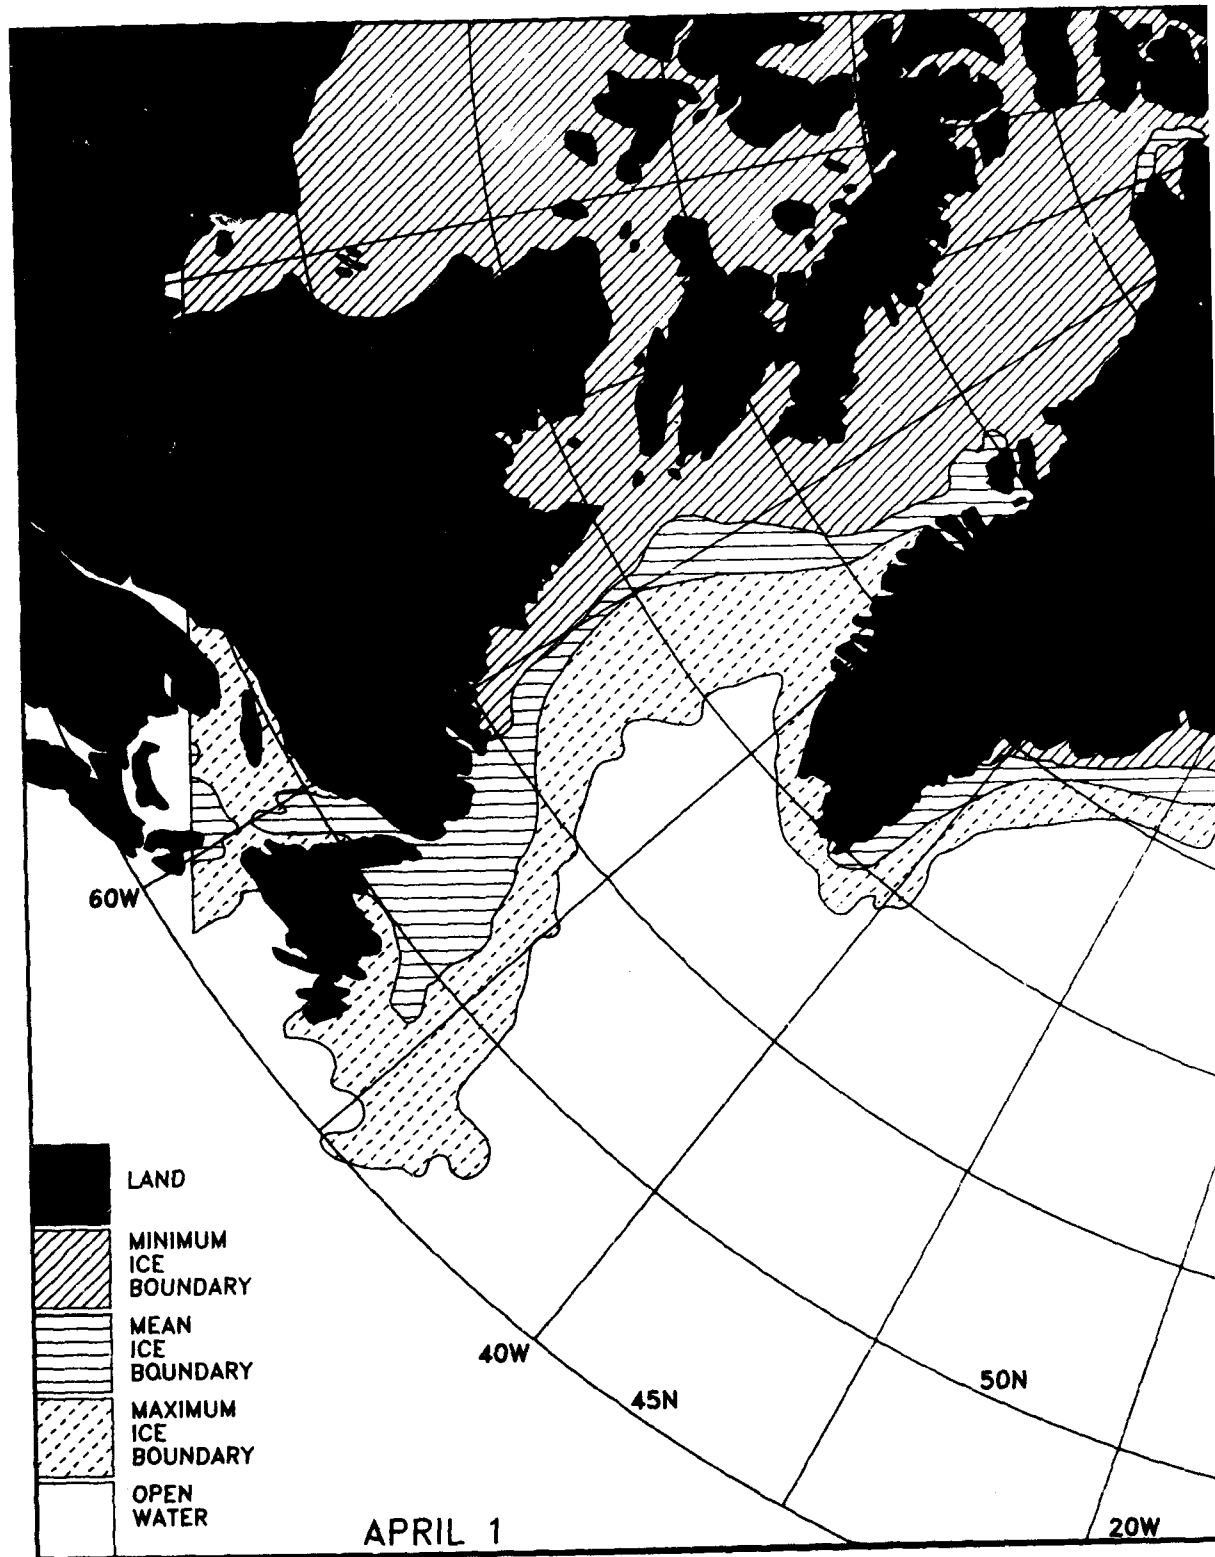 60W
LAND
MINIMUM
ICE
BOUNDARY
MEAN
ICE
BOUNDARY
MAXIMUM
ICE
BOUNDARY
OPEN
WATER
40W
45N
50N
20W
APRIL 1